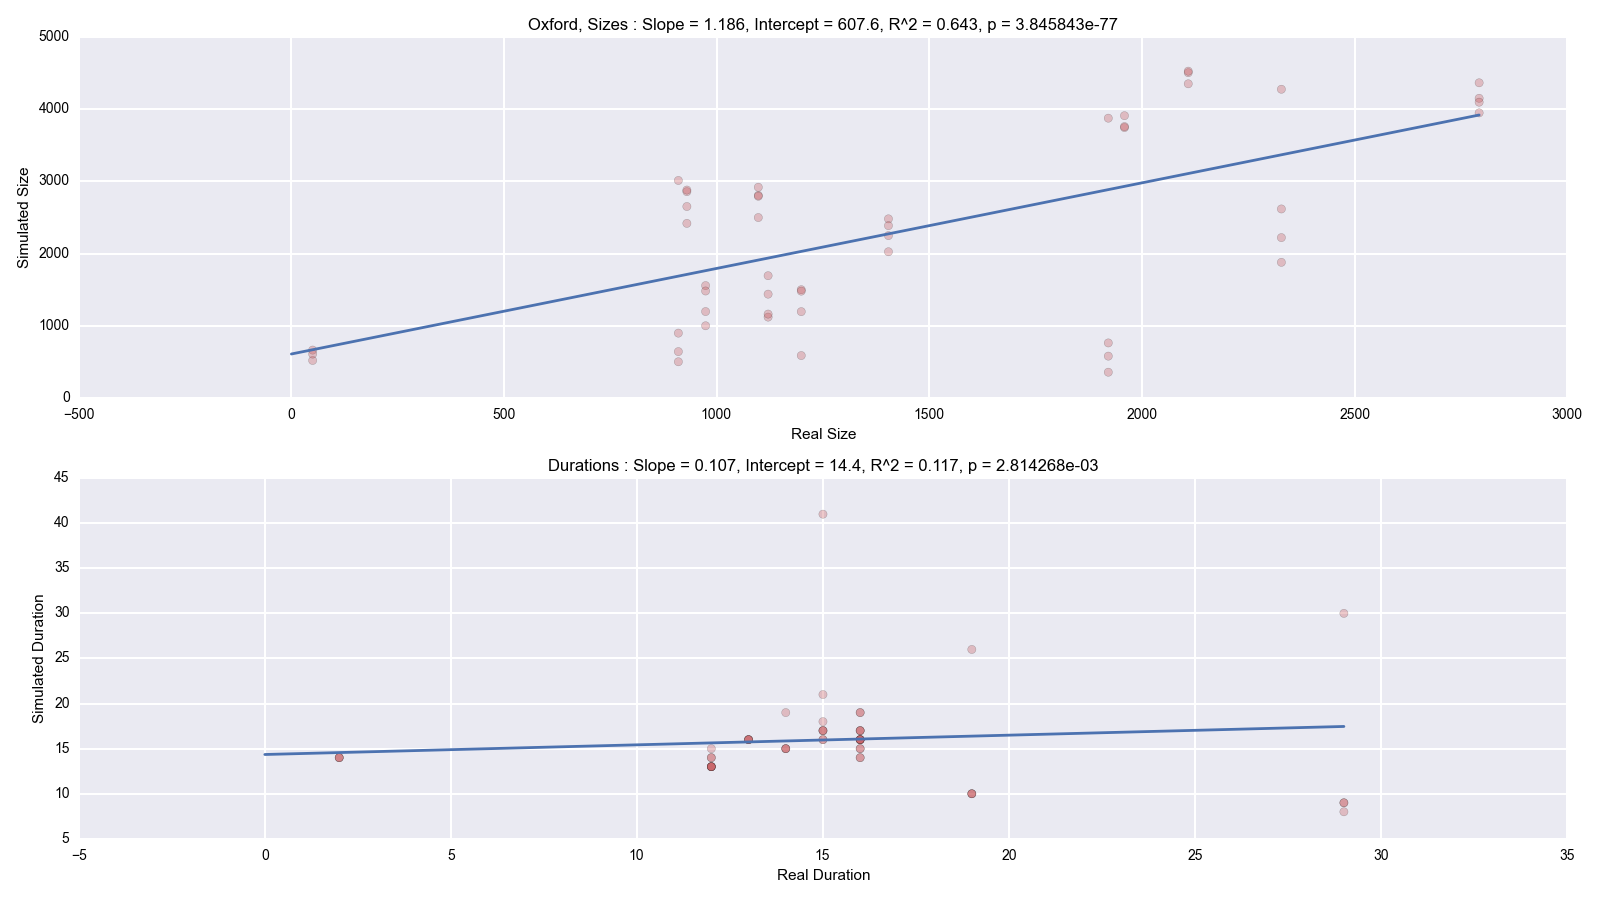 Oxford, Sizes : Slope = 1.186, Intercept = 607.6, R^2 = 0.643, p = 3.845843e-77
5000
4000
3000
2000
1000
0
Simulated Size
−500 0 500 1000 1500 2000 2500 3000
Real Size
Durations : Slope = 0.107, Intercept = 14.4, R^2 = 0.117, p = 2.814268e-03
45
40
35
30
25
20
15
10
5
Simulated Duration
−5 0 5 10 15 20 25 30 35
Real Duration